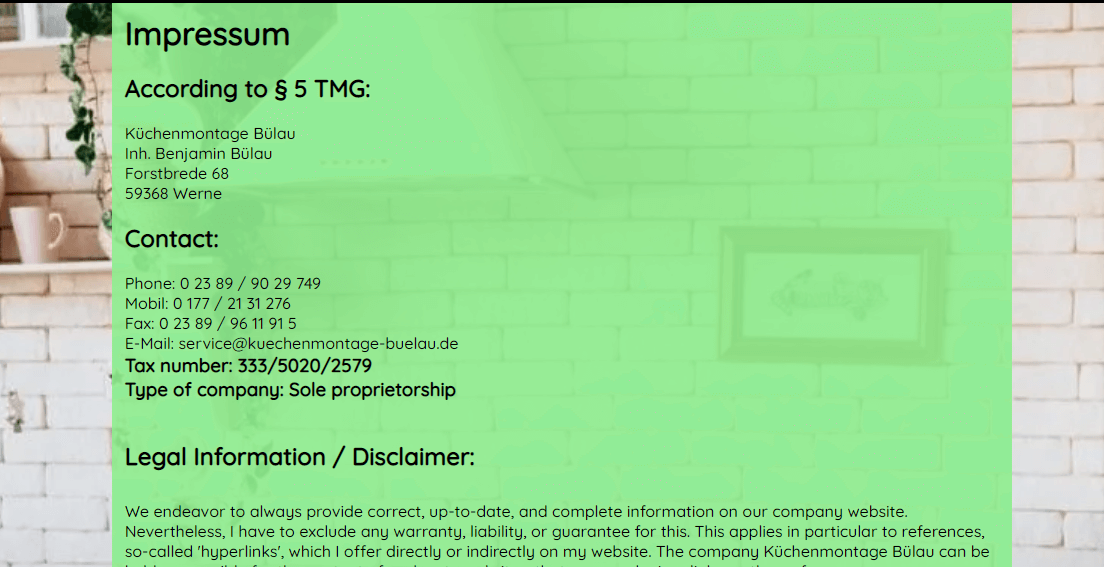 Impressum
According to § 5 TMG:
Küchenmontage Bülau
Inh. Benjamin Bülau
Forstbrede 68
59368 Werne
Contact:
Phone: 0 23 89 / 90 29 749
Mobil: 0 177 / 21 31 276
Fax: 0 23 89 / 96 11 91 5
E-Mail: service@kuechenmontage-buelau.de
Tax number: 333/5020/2579
Type of company: Sole proprietorship
Legal Information / Disclaimer:
We endeavor to always provide correct, up-to-date, and complete information on our company website.
Nevertheless, I have to exclude any warranty, liability, or guarantee for this. This applies in particular to references,
so-called 'hyperlinks', which I offer directly or indirectly on my website. The company Küchenmontage Bülau can be